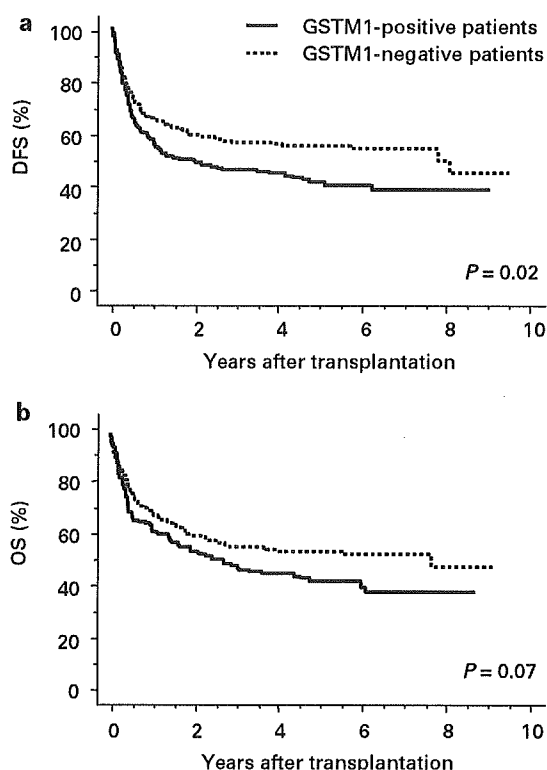 a
GSTM1-positive patients
GSTM1-negative patients
DFS (%)
100
80
60
40
20
0
P = 0.02
0 2 4 6 8 10
Years after transplantation
b
OS (%)
100
80
60
40
20
0
P = 0.07
0 2 4 6 8 10
Years after transplantation